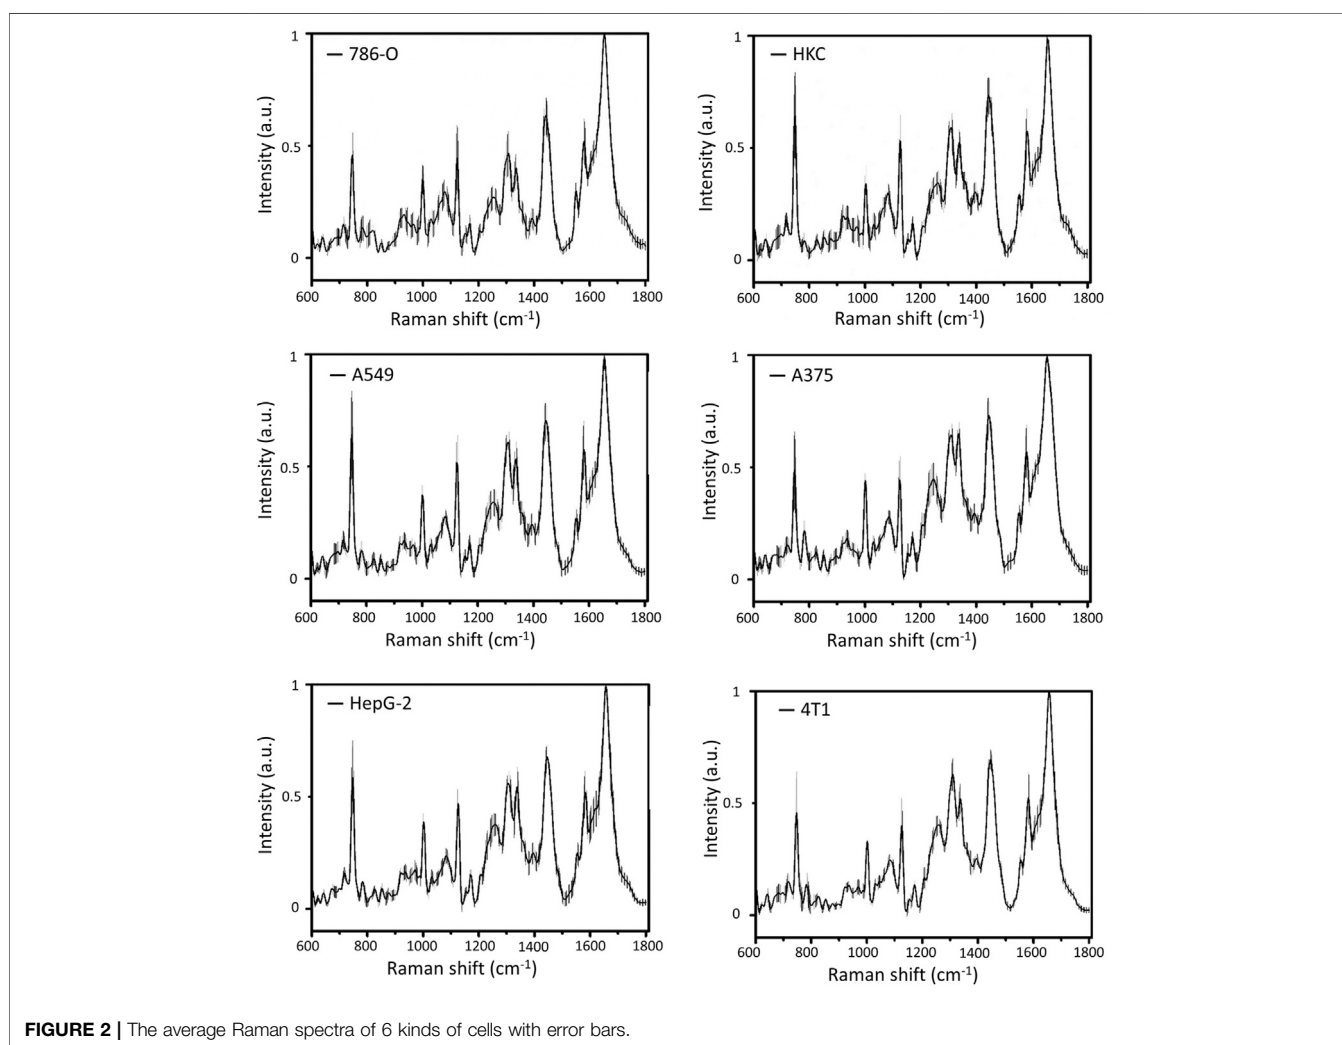 1
— 786-O
0.5
0
Intensity (a.u.)
600 800 1000 1200 1400 1600 1800
Raman shift (cm-1)
1
— HKC
0.5
0
Intensity (a.u.)
600 800 1000 1200 1400 1600 1800
Raman shift (cm-1)
1
— A549
0.5
0
Intensity (a.u.)
600 800 1000 1200 1400 1600 1800
Raman shift (cm-1)
1
— A375
0.5
0
Intensity (a.u.)
600 800 1000 1200 1400 1600 1800
Raman shift (cm-1)
1
— HepG-2
0.5
0
Intensity (a.u.)
600 800 1000 1200 1400 1600 1800
Raman shift (cm-1)
1
— 4T1
0.5
0
Intensity (a.u.)
600 800 1000 1200 1400 1600 1800
Raman shift (cm-1)
FIGURE 2 | The average Raman spectra of 6 kinds of cells with error bars.